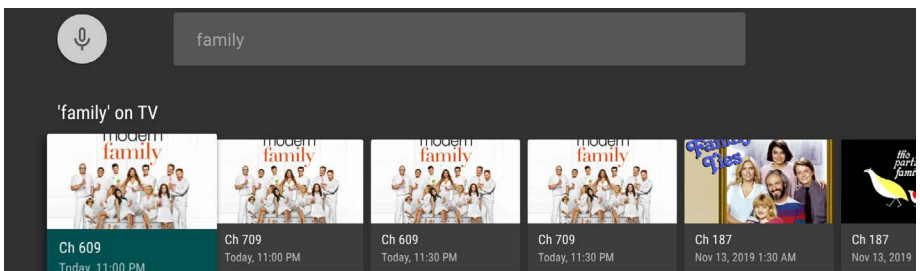 family
'family' on TV
modern
family
modern
family
modern
family
modern
family
Family
Ties
the
Ch 609
Today, 11:00 PM
Ch 709
Today, 11:00 PM
Ch 609
Today, 11:30 PM
Ch 709
Today, 11:30 PM
Ch 187
Nov 13, 2019 1:30 AM
Ch 187
Nov 13, 2019